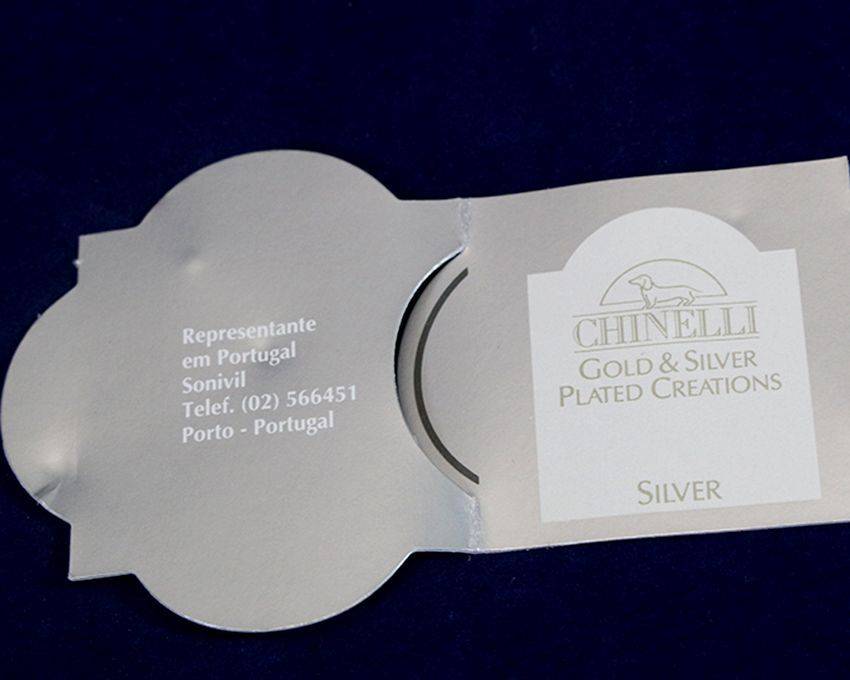 Representante
em Portugal
Sonivil
Telef. (02) 566451
Porto - Portugal
CHINELLI
GOLD & SILVER
PLATED CREATIONS
SILVER